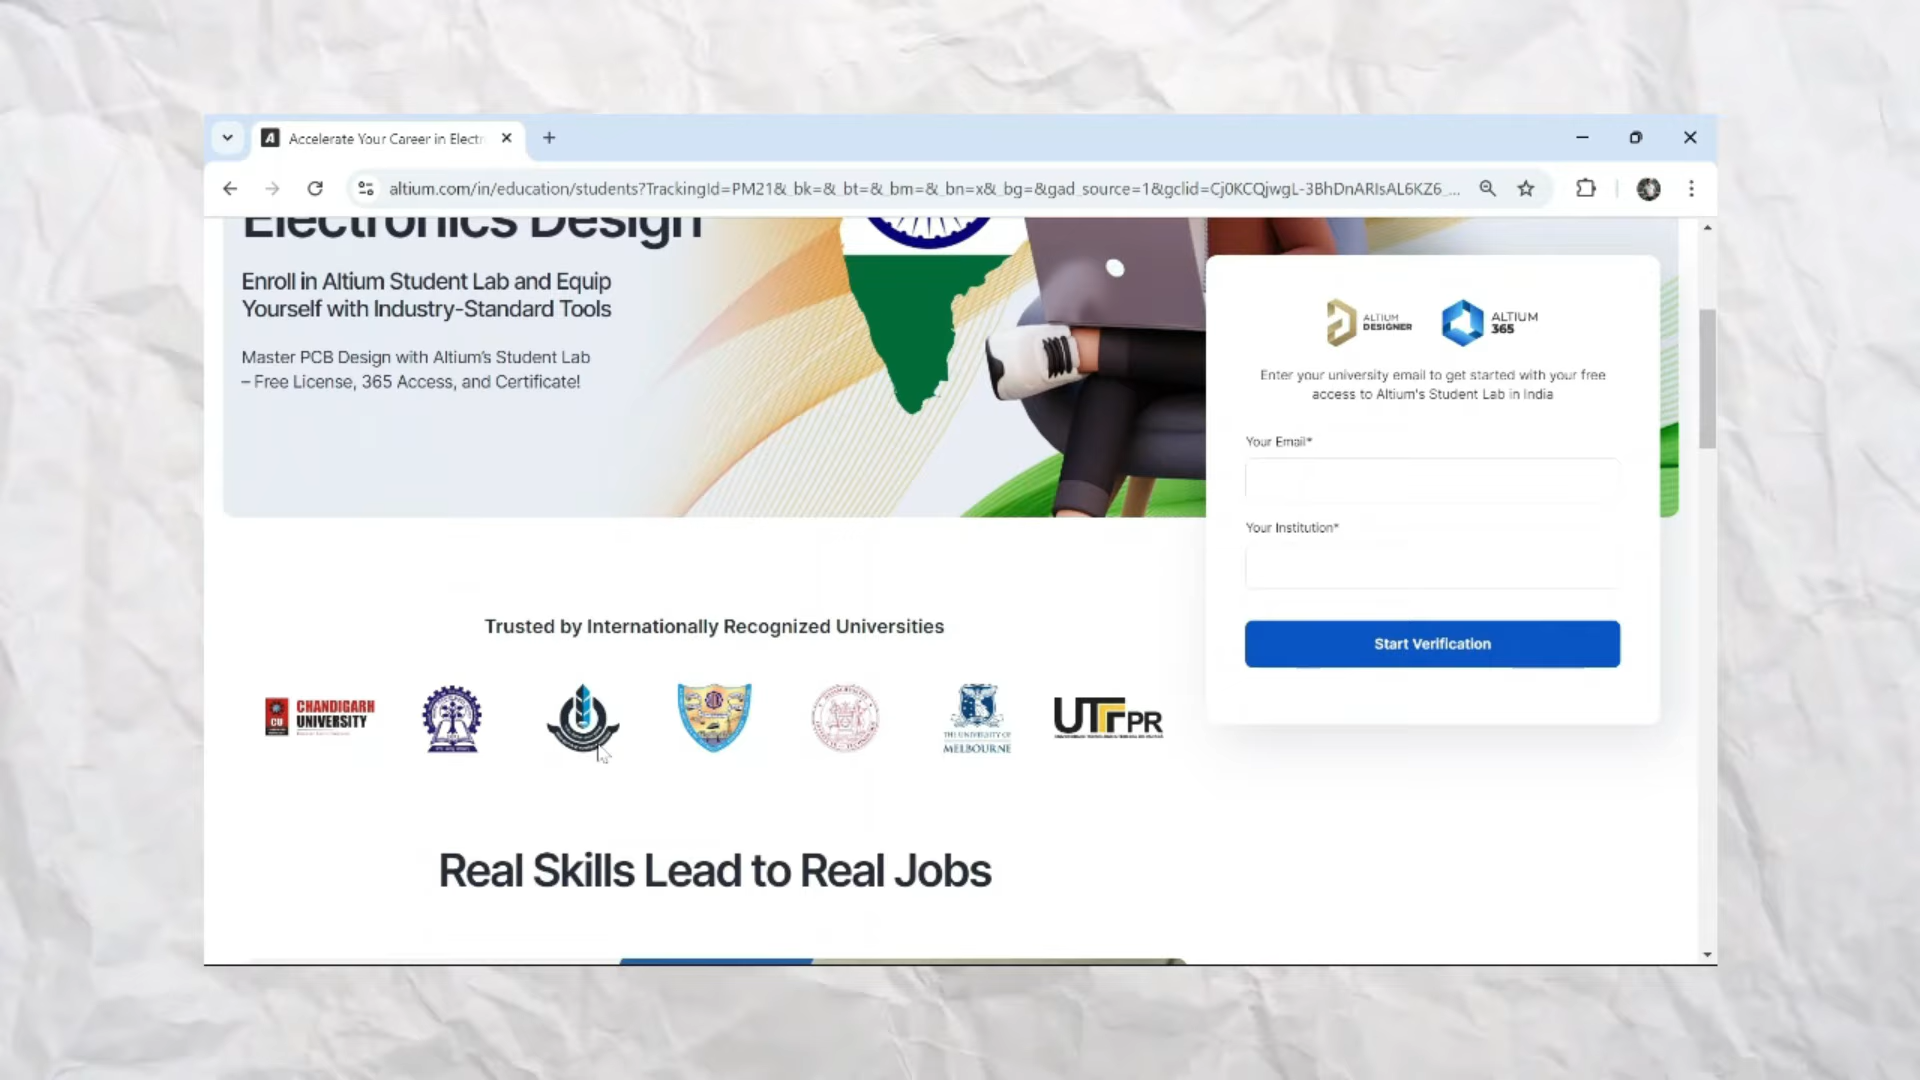 Accelerate Your Career in Electr
altium.com/in/education/students?TrackingId=PM21&_bk=&_bt=&_bm=&_bn=x&_bg=&gad_source=1&gclid=Cj0KCQjwgL-3BhDnARIsAL6KZ6_...
Electronics Design
Enroll in Altium Student Lab and Equip
Yourself with Industry-Standard Tools
Master PCB Design with Altium's Student Lab
– Free License, 365 Access, and Certificate!
ALTIUM
DESIGNER
ALTIUM
365
Enter your university email to get started with your free
access to Altium's Student Lab in India
Your Email*
Your Institution*
Start Verification
Trusted by Internationally Recognized Universities
CU
CHANDIGARH
UNIVERSITY
THE UNIVERSITY OF
MELBOURNE
UTFPR
Real Skills Lead to Real Jobs